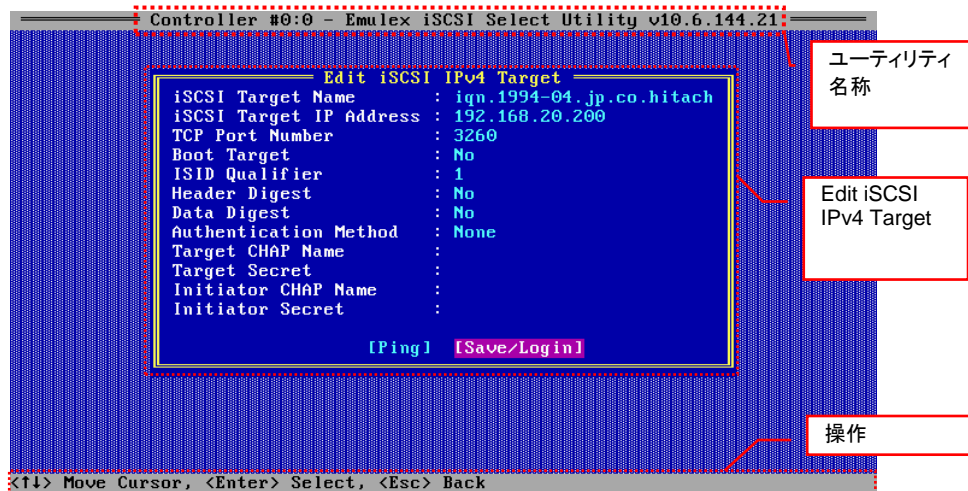 Controller #0:0 - Emulex iSCSI Select Utility v10.6.144.21
ユーティリティ
名称
Edit iSCSI IPv4 Target
iSCSI Target Name : iqn.1994-04.jp.co.hitach
iSCSI Target IP Address : 192.168.20.200
TCP Port Number : 3260
Boot Target : No
ISID Qualifier : 1
Header Digest : No
Data Digest : No
Authentication Method : None
Target CHAP Name :
Target Secret :
Initiator CHAP Name :
Initiator Secret :
[Ping] [Save/Login]
Edit iSCSI
IPv4 Target
操作
<↑↓> Move Cursor, <Enter> Select, <Esc> Back